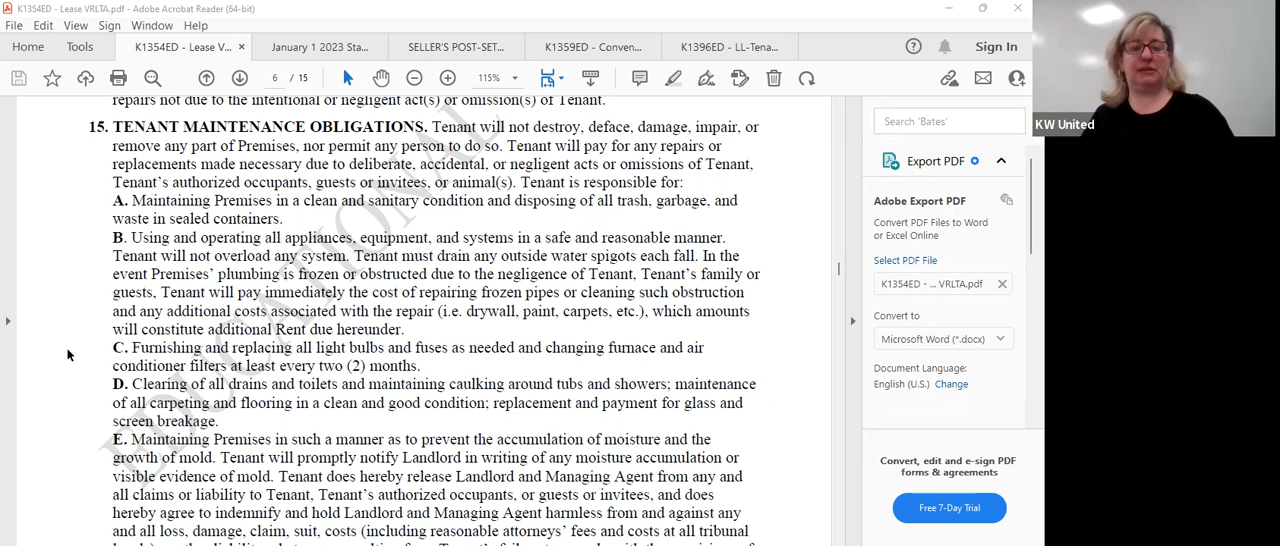 K1354ED - Lease VRLTA.pdf - Adobe Acrobat Reader (64-bit)
File Edit View Sign Window Help
Home Tools K1354ED - Lease V... × January 1 2023 Sta... SELLER'S POST-SET... K1359ED - Conven... K1396ED - LL-Tena... Sign In
6 / 15 115%
repairs not due to the intentional or negligent act(s) or omission(s) of Tenant.
15. TENANT MAINTENANCE OBLIGATIONS. Tenant will not destroy, deface, damage, impair, or
remove any part of Premises, nor permit any person to do so. Tenant will pay for any repairs or
replacements made necessary due to deliberate, accidental, or negligent acts or omissions of Tenant,
Tenant's authorized occupants, guests or invitees, or animal(s). Tenant is responsible for:
A. Maintaining Premises in a clean and sanitary condition and disposing of all trash, garbage, and
waste in sealed containers.
B. Using and operating all appliances, equipment, and systems in a safe and reasonable manner.
Tenant will not overload any system. Tenant must drain any outside water spigots each fall. In the
event Premises' plumbing is frozen or obstructed due to the negligence of Tenant, Tenant's family or
guests, Tenant will pay immediately the cost of repairing frozen pipes or cleaning such obstruction
and any additional costs associated with the repair (i.e. drywall, paint, carpets, etc.), which amounts
will constitute additional Rent due hereunder.
C. Furnishing and replacing all light bulbs and fuses as needed and changing furnace and air
conditioner filters at least every two (2) months.
D. Clearing of all drains and toilets and maintaining caulking around tubs and showers; maintenance
of all carpeting and flooring in a clean and good condition; replacement and payment for glass and
screen breakage.
E. Maintaining Premises in such a manner as to prevent the accumulation of moisture and the
growth of mold. Tenant will promptly notify Landlord in writing of any moisture accumulation or
visible evidence of mold. Tenant does hereby release Landlord and Managing Agent from any and
all claims or liability to Tenant, Tenant's authorized occupants, or guests or invitees, and does
hereby agree to indemnify and hold Landlord and Managing Agent harmless from and against any
and all loss, damage, claim, suit, costs (including reasonable attorneys' fees and costs at all tribunal
EDUCATIONAL
Search 'Bates'
Export PDF
Adobe Export PDF
Convert PDF Files to Word
or Excel Online
Select PDF File
K1354ED - ... VRLTA.pdf ×
Convert to
Microsoft Word (*.docx)
Document Language:
English (U.S.) Change
Convert, edit and e-sign PDF
forms & agreements
Free 7-Day Trial
KW United